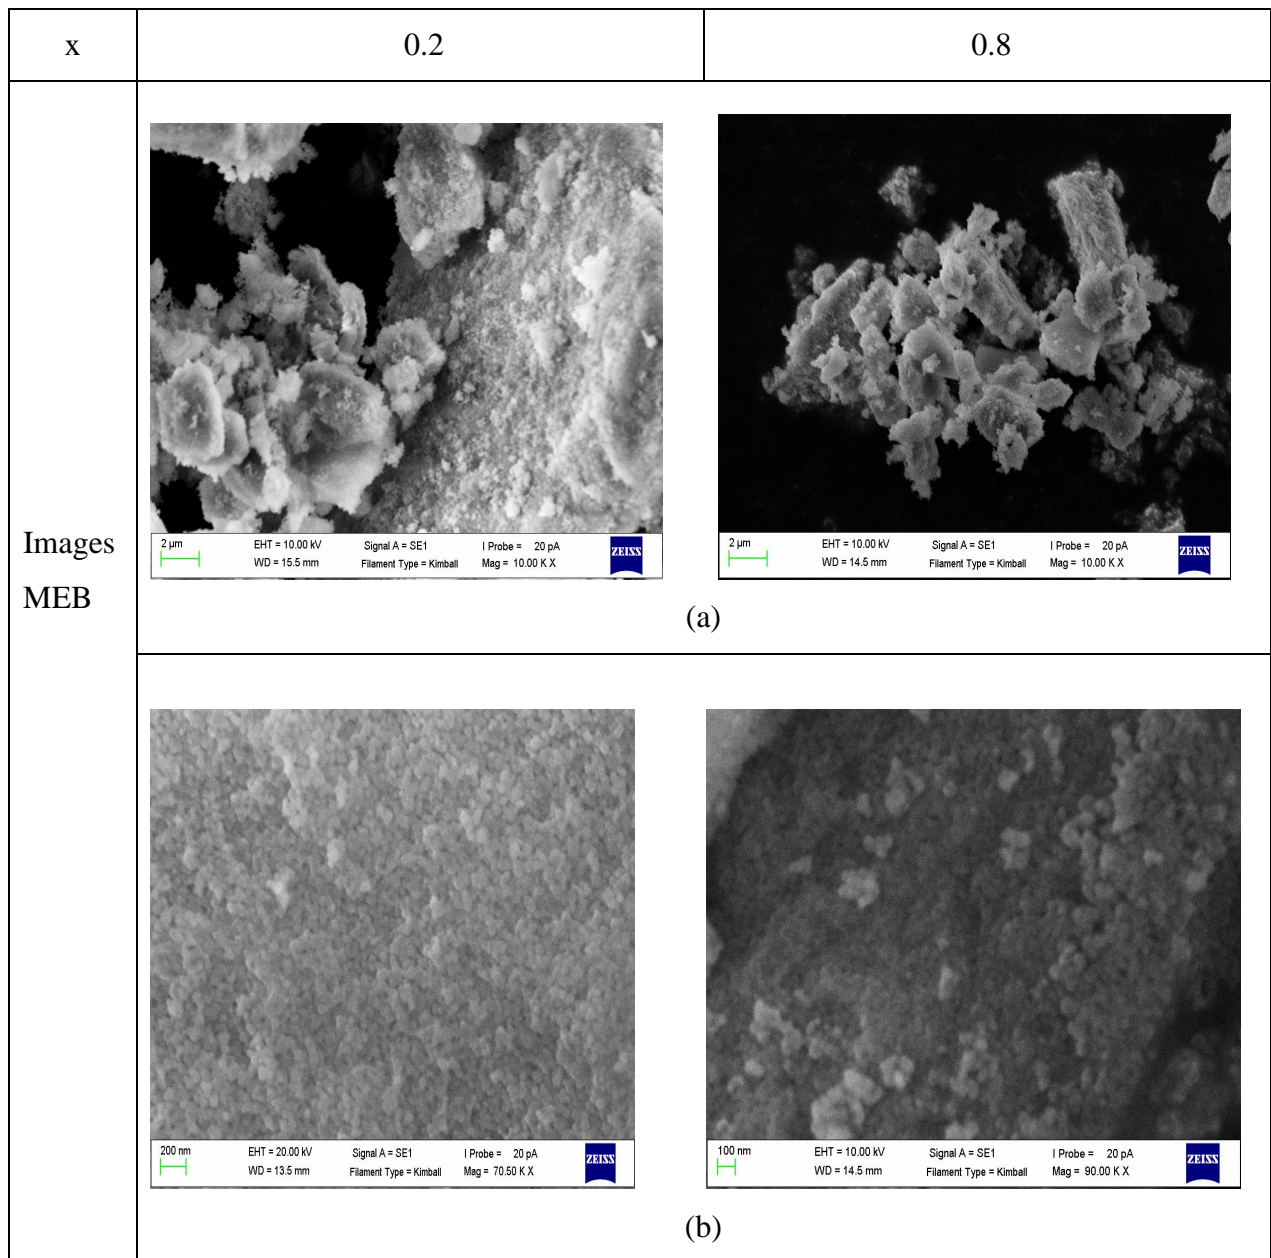 x
0.2
0.8
Images
MEB
2 µm
EHT = 10.00 kV
Signal A = SE1
I Probe = 20 pA
WD = 15.5 mm
Filament Type = Kimball
Mag = 10.00 K X
ZEISS
2 µm
EHT = 10.00 kV
Signal A = SE1
I Probe = 20 pA
WD = 14.5 mm
Filament Type = Kimball
Mag = 10.00 K X
ZEISS
(a)
200 nm
EHT = 20.00 kV
Signal A = SE1
I Probe = 20 pA
WD = 13.5 mm
Filament Type = Kimball
Mag = 70.50 K X
ZEISS
100 nm
EHT = 10.00 kV
Signal A = SE1
I Probe = 20 pA
WD = 14.5 mm
Filament Type = Kimball
Mag = 90.00 K X
ZEISS
(b)